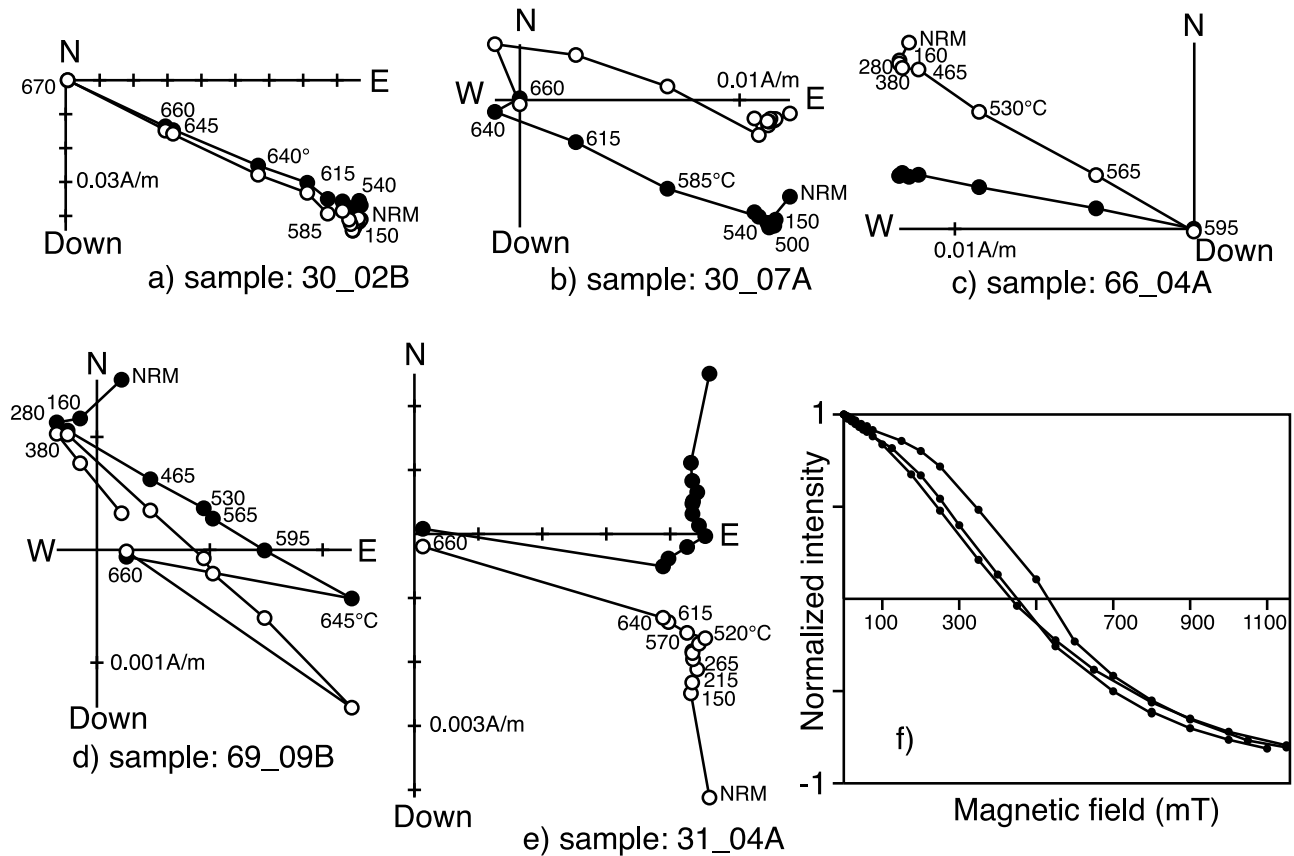 N
E
670
660
645
640°
615
540
NRM
150
585
0.03A/m
Down
a) sample: 30_02B
N
0.01A/m
W
E
660
640
615
585°C
NRM
540
150
500
b) sample: 30_07A
NRM
160
280
380
465
530°C
565
W
0.01A/m
595
Down
c) sample: 66_04A
N
NRM
160
280
380
465
530
565
W
595
E
660
645°C
0.001A/m
Down
d) sample: 69_09B
N
E
660
640
615
570
520°C
265
215
150
0.003A/m
NRM
Down
e) sample: 31_04A
1
Normalized intensity
100
300
700
900
1100
f)
-1
Magnetic field (mT)